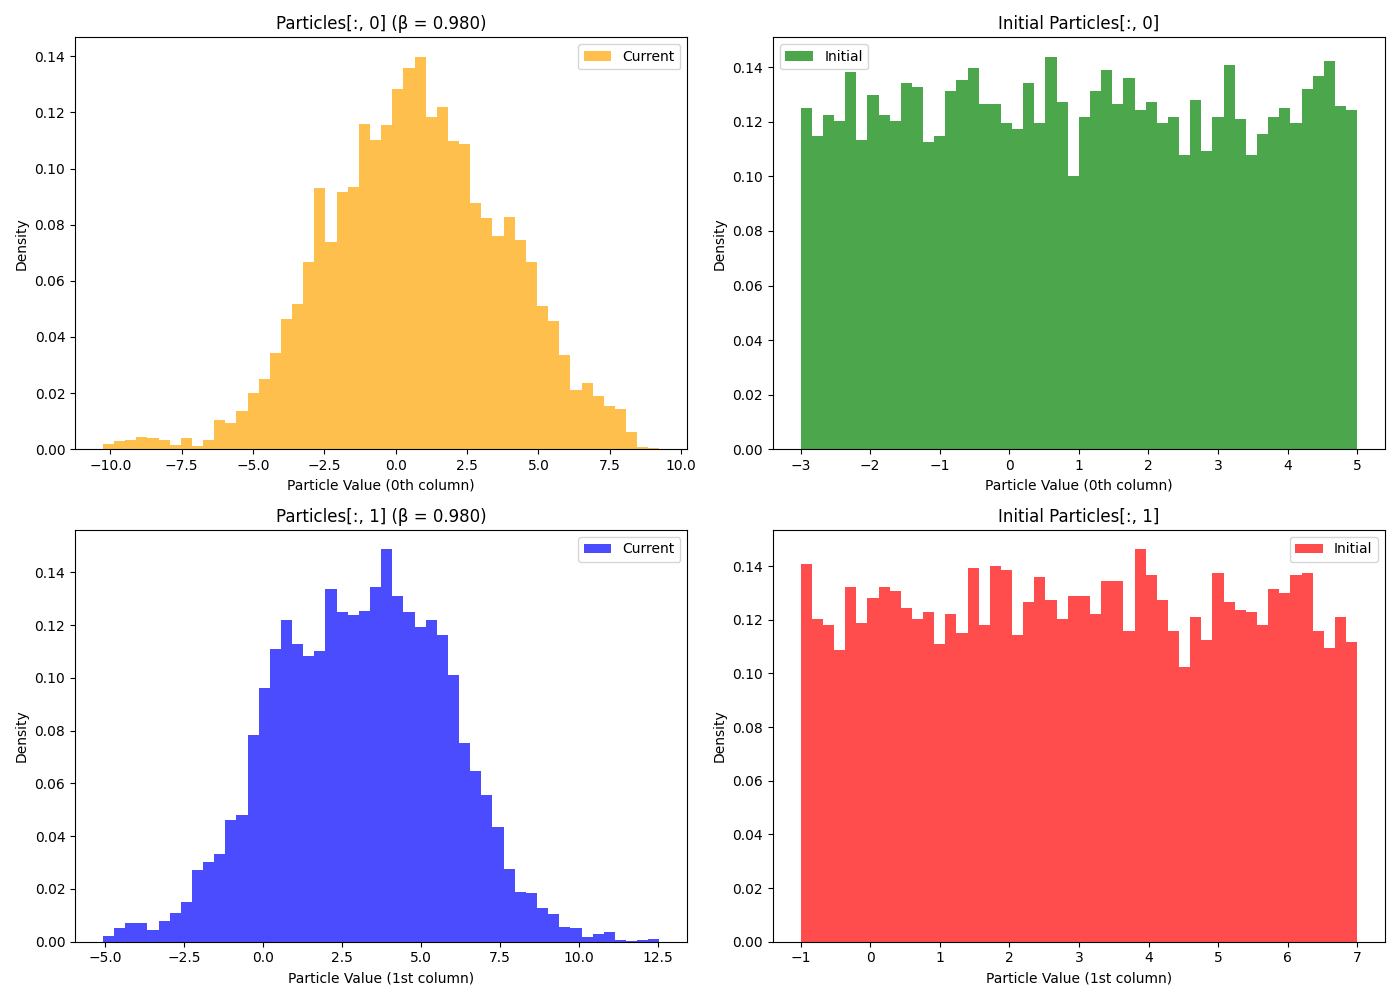 Particles[:, 0] (β = 0.980)
Current
Density
0.14
0.12
0.10
0.08
0.06
0.04
0.02
0.00
−10.0 −7.5 −5.0 −2.5 0.0 2.5 5.0 7.5 10.0
Particle Value (0th column)
Initial Particles[:, 0]
Initial
Density
0.14
0.12
0.10
0.08
0.06
0.04
0.02
0.00
−3 −2 −1 0 1 2 3 4 5
Particle Value (0th column)
Particles[:, 1] (β = 0.980)
Current
Density
0.14
0.12
0.10
0.08
0.06
0.04
0.02
0.00
−5.0 −2.5 0.0 2.5 5.0 7.5 10.0 12.5
Particle Value (1st column)
Initial Particles[:, 1]
Initial
Density
0.14
0.12
0.10
0.08
0.06
0.04
0.02
0.00
−1 0 1 2 3 4 5 6 7
Particle Value (1st column)